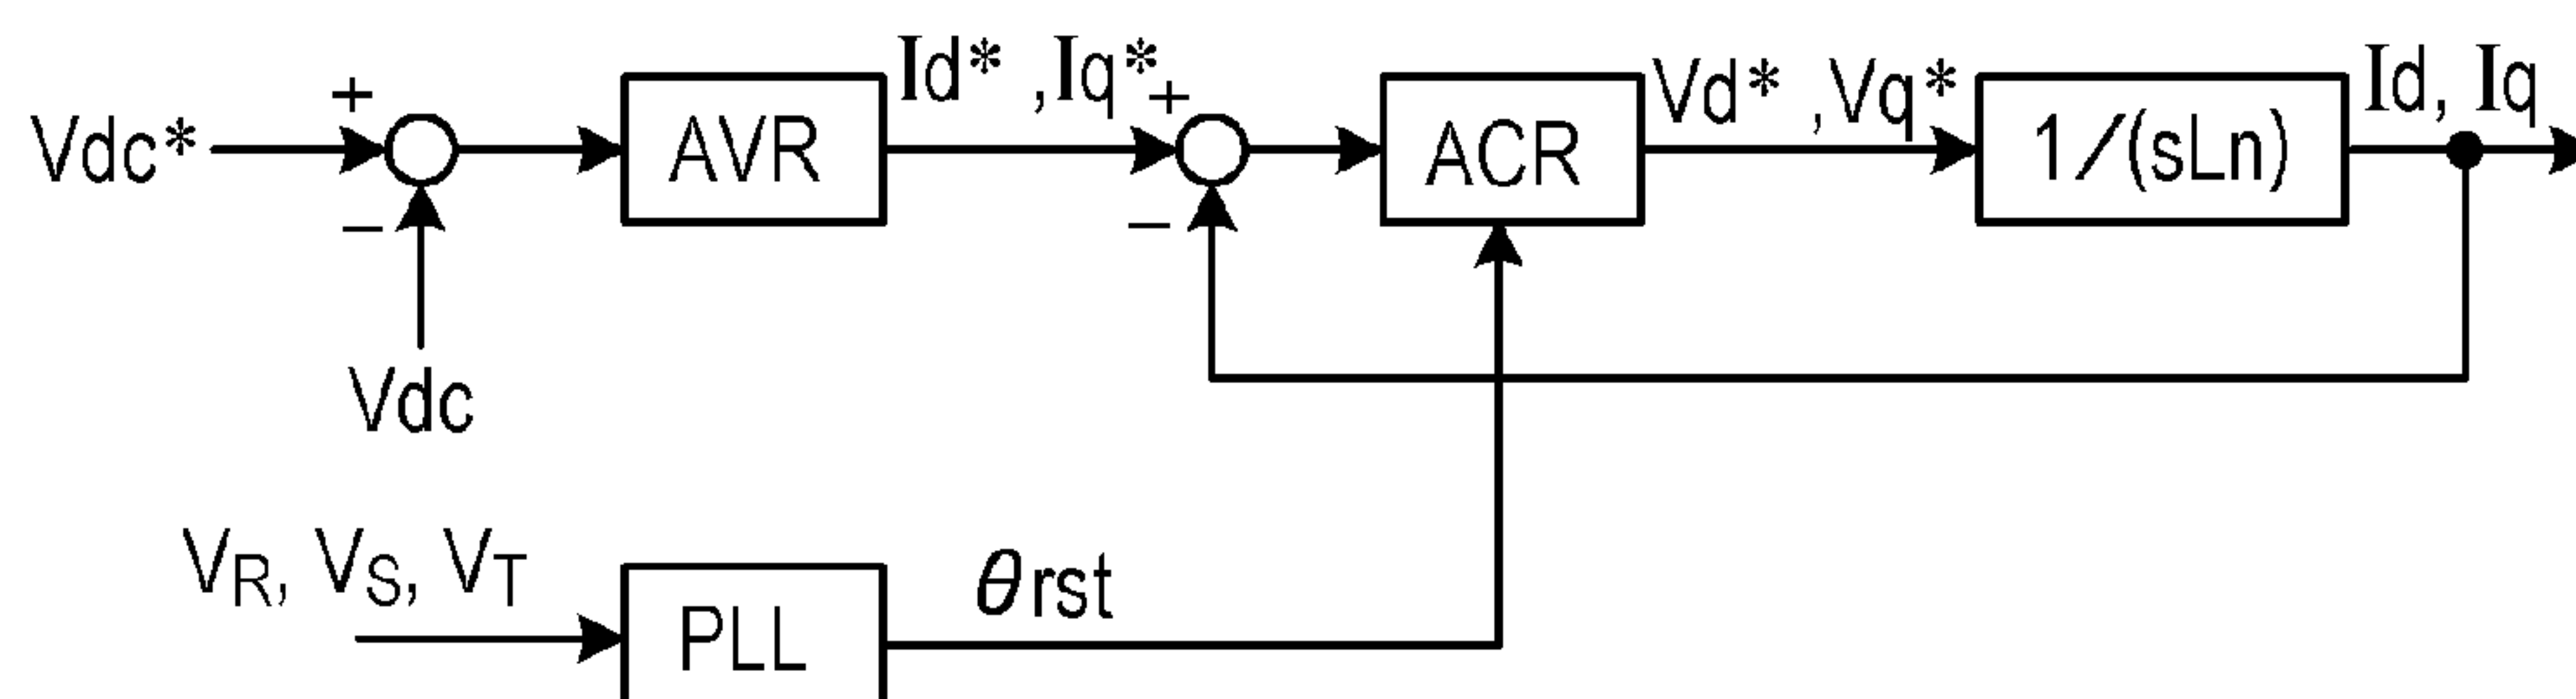 Id* ,Iq*
Id, Iq
+
+
Vd* ,Vq*
Vdc*
AVR
ACR
1/(sLn)
−
−
Vdc
VR, VS, VT
θrst
PLL